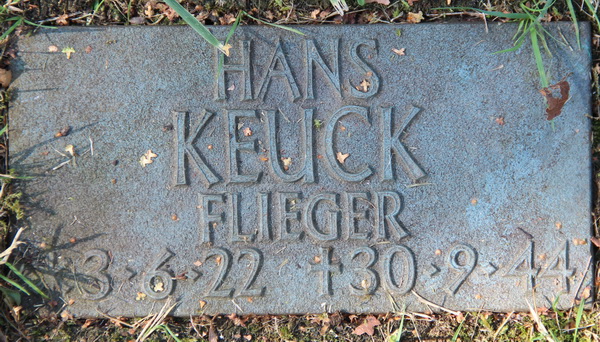 HANS
KEUCK
FLIEGER
*3›6›22 †30›9›44